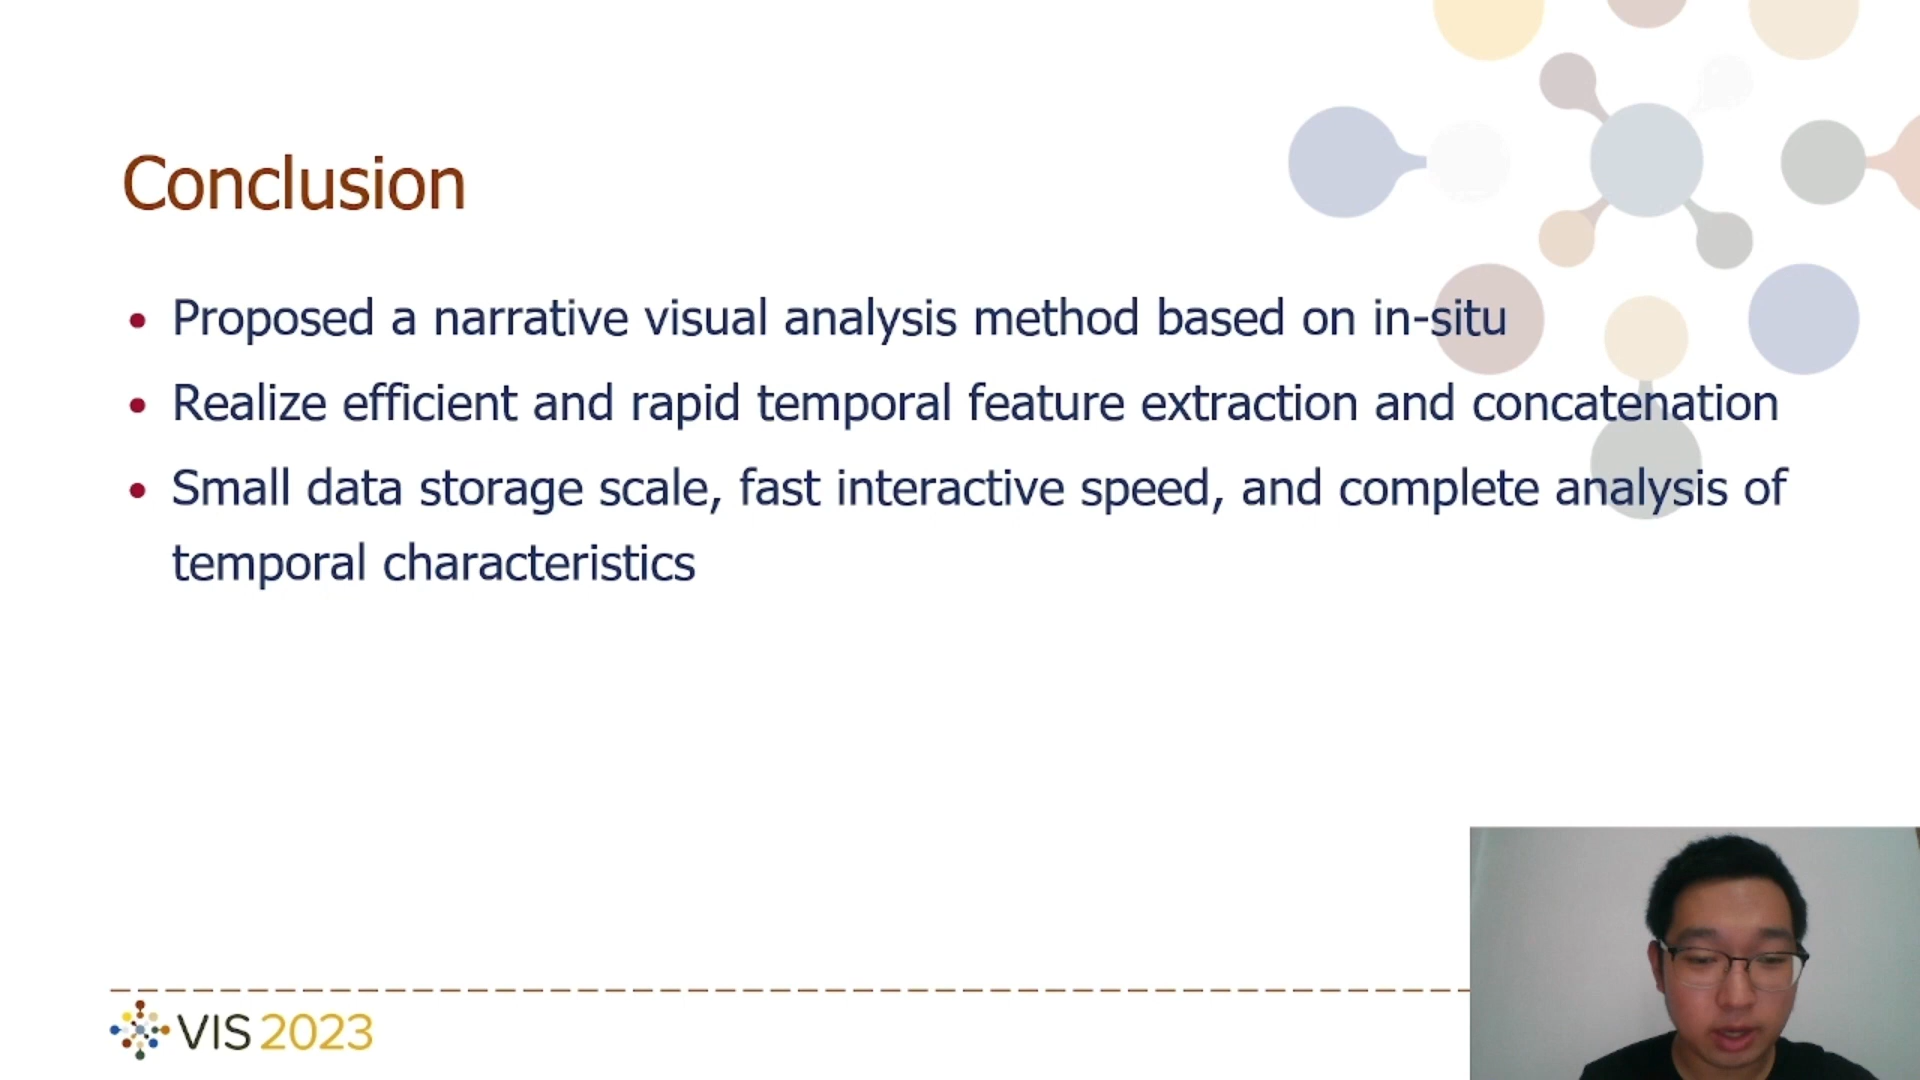 Conclusion
• Proposed a narrative visual analysis method based on in-situ
• Realize efficient and rapid temporal feature extraction and concatenation
• Small data storage scale, fast interactive speed, and complete analysis of
temporal characteristics
VIS 2023